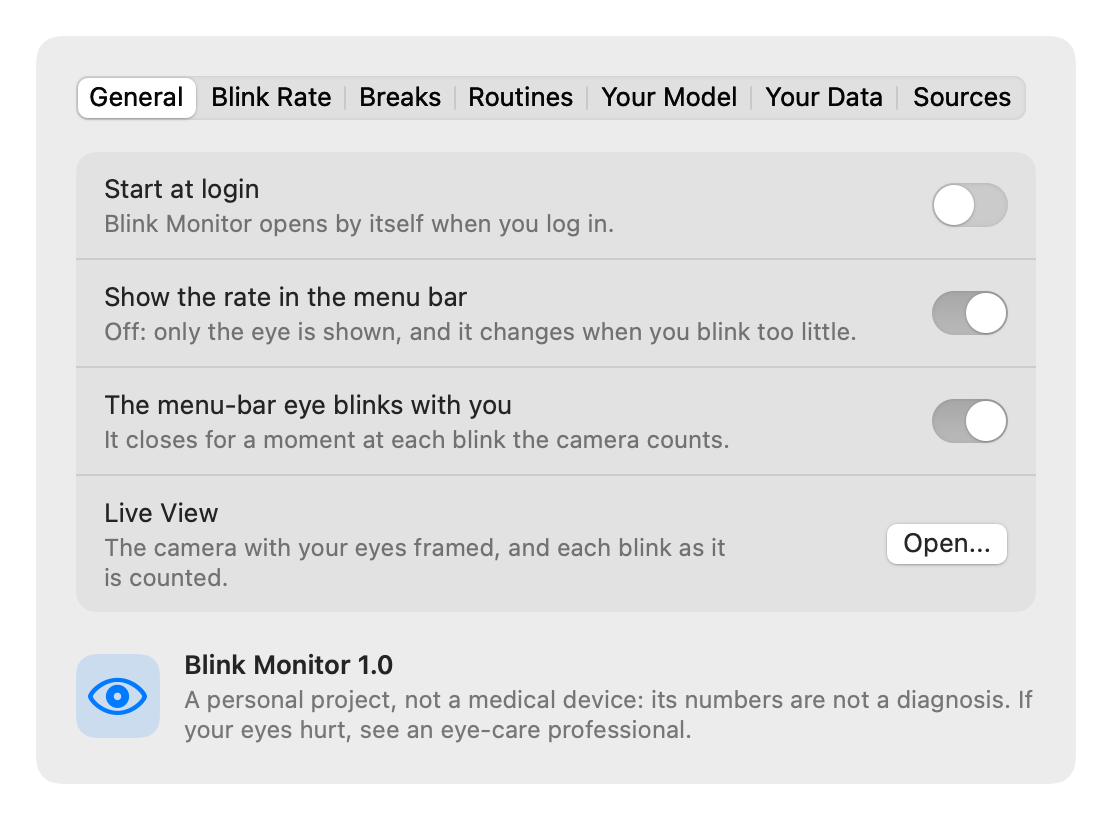 General Blink Rate Breaks Routines Your Model Your Data Sources
Start at login
Blink Monitor opens by itself when you log in.
Show the rate in the menu bar
Off: only the eye is shown, and it changes when you blink too little.
The menu-bar eye blinks with you
It closes for a moment at each blink the camera counts.
Live View
The camera with your eyes framed, and each blink as it
is counted.
Open...
Blink Monitor 1.0
A personal project, not a medical device: its numbers are not a diagnosis. If
your eyes hurt, see an eye-care professional.